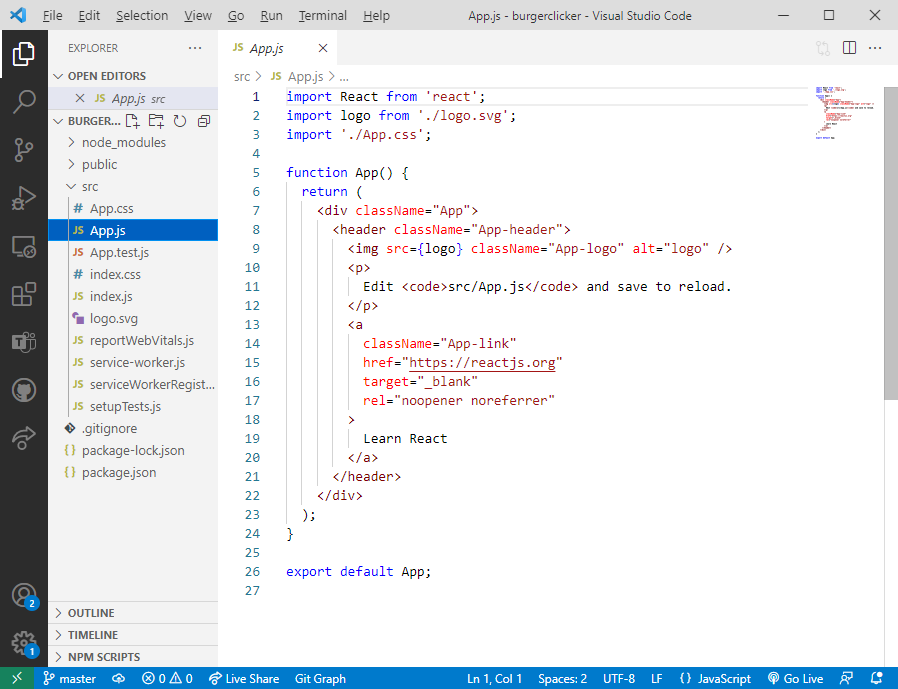 File Edit Selection View Go Run Terminal Help App.js - burgerclicker - Visual Studio Code
EXPLORER ...
JS App.js
OPEN EDITORS
JS App.js src
BURGER...
node_modules
public
src
# App.css
JS App.js
JS App.test.js
# index.css
JS index.js
logo.svg
JS reportWebVitals.js
JS service-worker.js
JS serviceWorkerRegist...
JS setupTests.js
.gitignore
{} package-lock.json
{} package.json
OUTLINE
TIMELINE
NPM SCRIPTS
2
1
src > JS App.js > ...
1 import React from 'react';
2 import logo from './logo.svg';
3 import './App.css';
4
5 function App() {
6 return (
7 <div className="App">
8 <header className="App-header">
9 <img src={logo} className="App-logo" alt="logo" />
10 <p>
11 Edit <code>src/App.js</code> and save to reload.
12 </p>
13 <a
14 className="App-link"
15 href="https://reactjs.org"
16 target="_blank"
17 rel="noopener noreferrer"
18 >
19 Learn React
20 </a>
21 </header>
22 </div>
23 );
24 }
25
26 export default App;
27
master 0 0 Live Share Git Graph Ln 1, Col 1 Spaces: 2 UTF-8 LF {} JavaScript Go Live